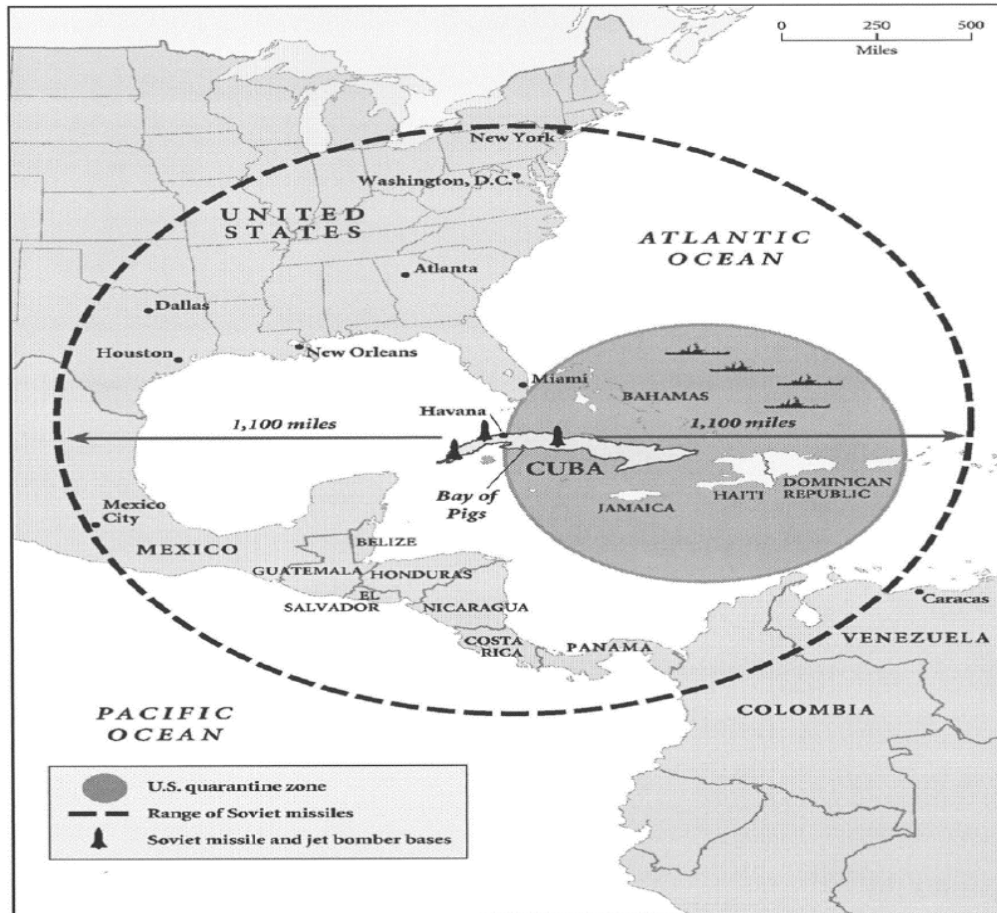 0 250 500
Miles
New York
Washington, D.C.
UNITED
STATES
ATLANTIC
OCEAN
Atlanta
Dallas
Houston
New Orleans
Miami
BAHAMAS
Havana
1,100 miles
1,100 miles
CUBA
Bay of
Pigs
HAITI
DOMINICAN
REPUBLIC
JAMAICA
Mexico
City
MEXICO
BELIZE
GUATEMALA
HONDURAS
EL
SALVADOR
NICARAGUA
COSTA
RICA
PANAMA
Caracas
VENEZUELA
COLOMBIA
PACIFIC
OCEAN
U.S. quarantine zone
Range of Soviet missiles
Soviet missile and jet bomber bases